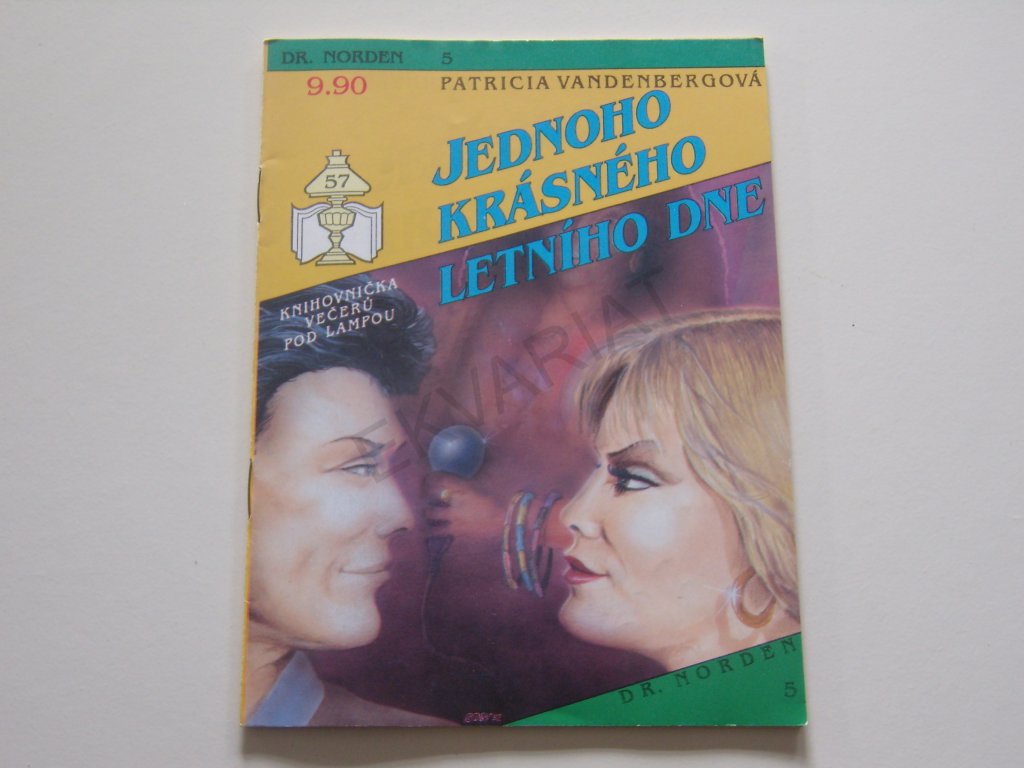 DR. NORDEN 5
9.90
PATRICIA VANDENBERGOVÁ
JEDNOHO
KRÁSNÉHO
LETNÍHO DNE
57
KNIHOVNIČKA
VEČERŮ
POD LAMPOU
EKVARIAT
DR. NORDEN
5